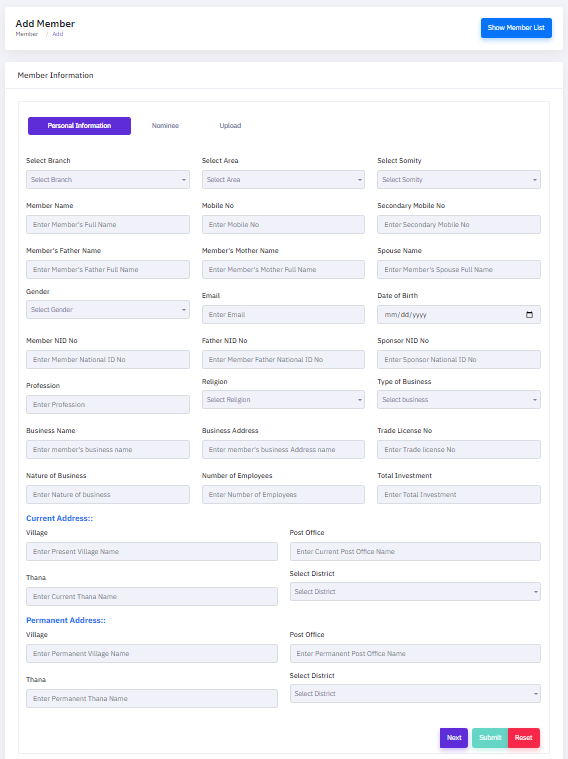 Add Member
Member / Add
Show Member List
Member Information
Personal Information Nominee Upload
Select Branch Select Area Select Somity
Select Branch Select Area Select Somity
Member Name Mobile No Secondary Mobile No
Enter Member's Full Name Enter Mobile No Enter Secondary Mobile No
Member's Father Name Member's Mother Name Spouse Name
Enter Member's Father Full Name Enter Member's Mother Full Name Enter Member's Spouse Full Name
Gender Email Date of Birth
Select Gender Enter Email mm/dd/yyyy
Member NID No Father NID No Sponsor NID No
Enter Member National ID No Enter Member Father National ID No Enter Sponsor National ID No
Profession Religion Type of Business
Enter Profession Select Religion Select business
Business Name Business Address Trade License No
Enter member's business name Enter member's business Address name Enter Trade license No
Nature of Business Number of Employees Total Investment
Enter Nature of business Enter Number of Employees Enter Total Investment
Current Address::
Village Post Office
Enter Present Village Name Enter Current Post Office Name
Thana Select District
Enter Current Thana Name Select District
Permanent Address::
Village Post Office
Enter Permanent Village Name Enter Permanent Post Office Name
Thana Select District
Enter Permanent Thana Name Select District
Next Submit Reset